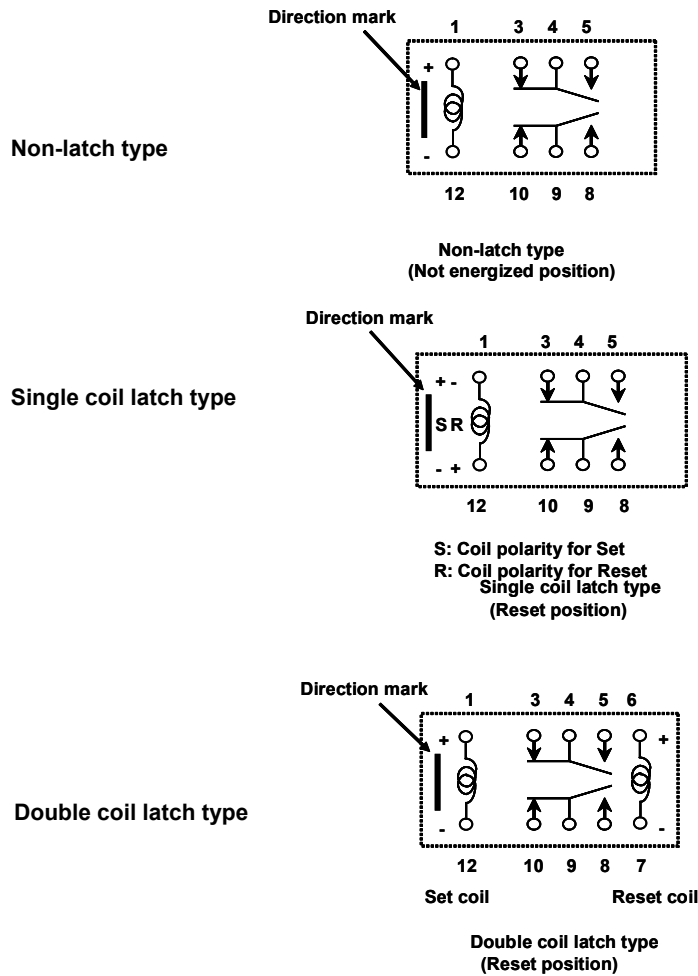 Direction mark
1 3 4 5
+
Non-latch type
-
12 10 9 8
Non-latch type
(Not energized position)
Direction mark
1 3 4 5
+ -
Single coil latch type
S R
- +
12 10 9 8
S: Coil polarity for Set
R: Coil polarity for Reset
Single coil latch type
(Reset position)
Direction mark
1 3 4 5 6
+ +
Double coil latch type
- -
12 10 9 8 7
Set coil Reset coil
Double coil latch type
(Reset position)